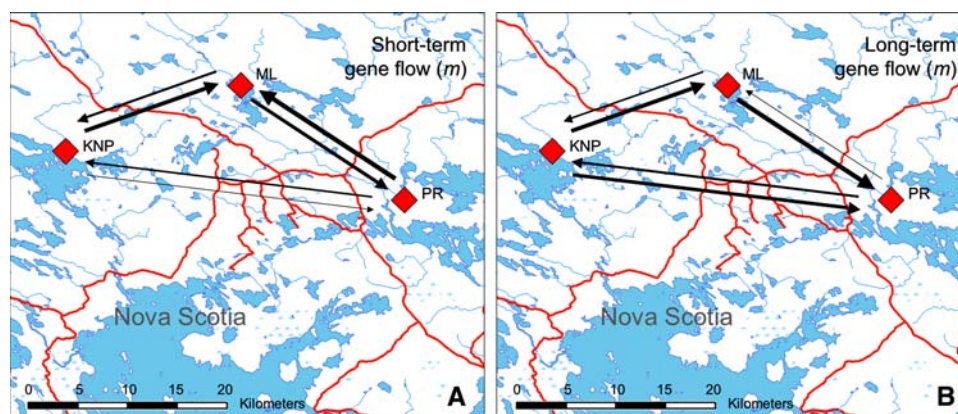 Short-term
gene flow (m)
ML
KNP
PR
Nova Scotia
0 5 10 15 20
Kilometers
A
Long-term
gene flow (m)
ML
KNP
PR
Nova Scotia
0 5 10 15 20
Kilometers
B